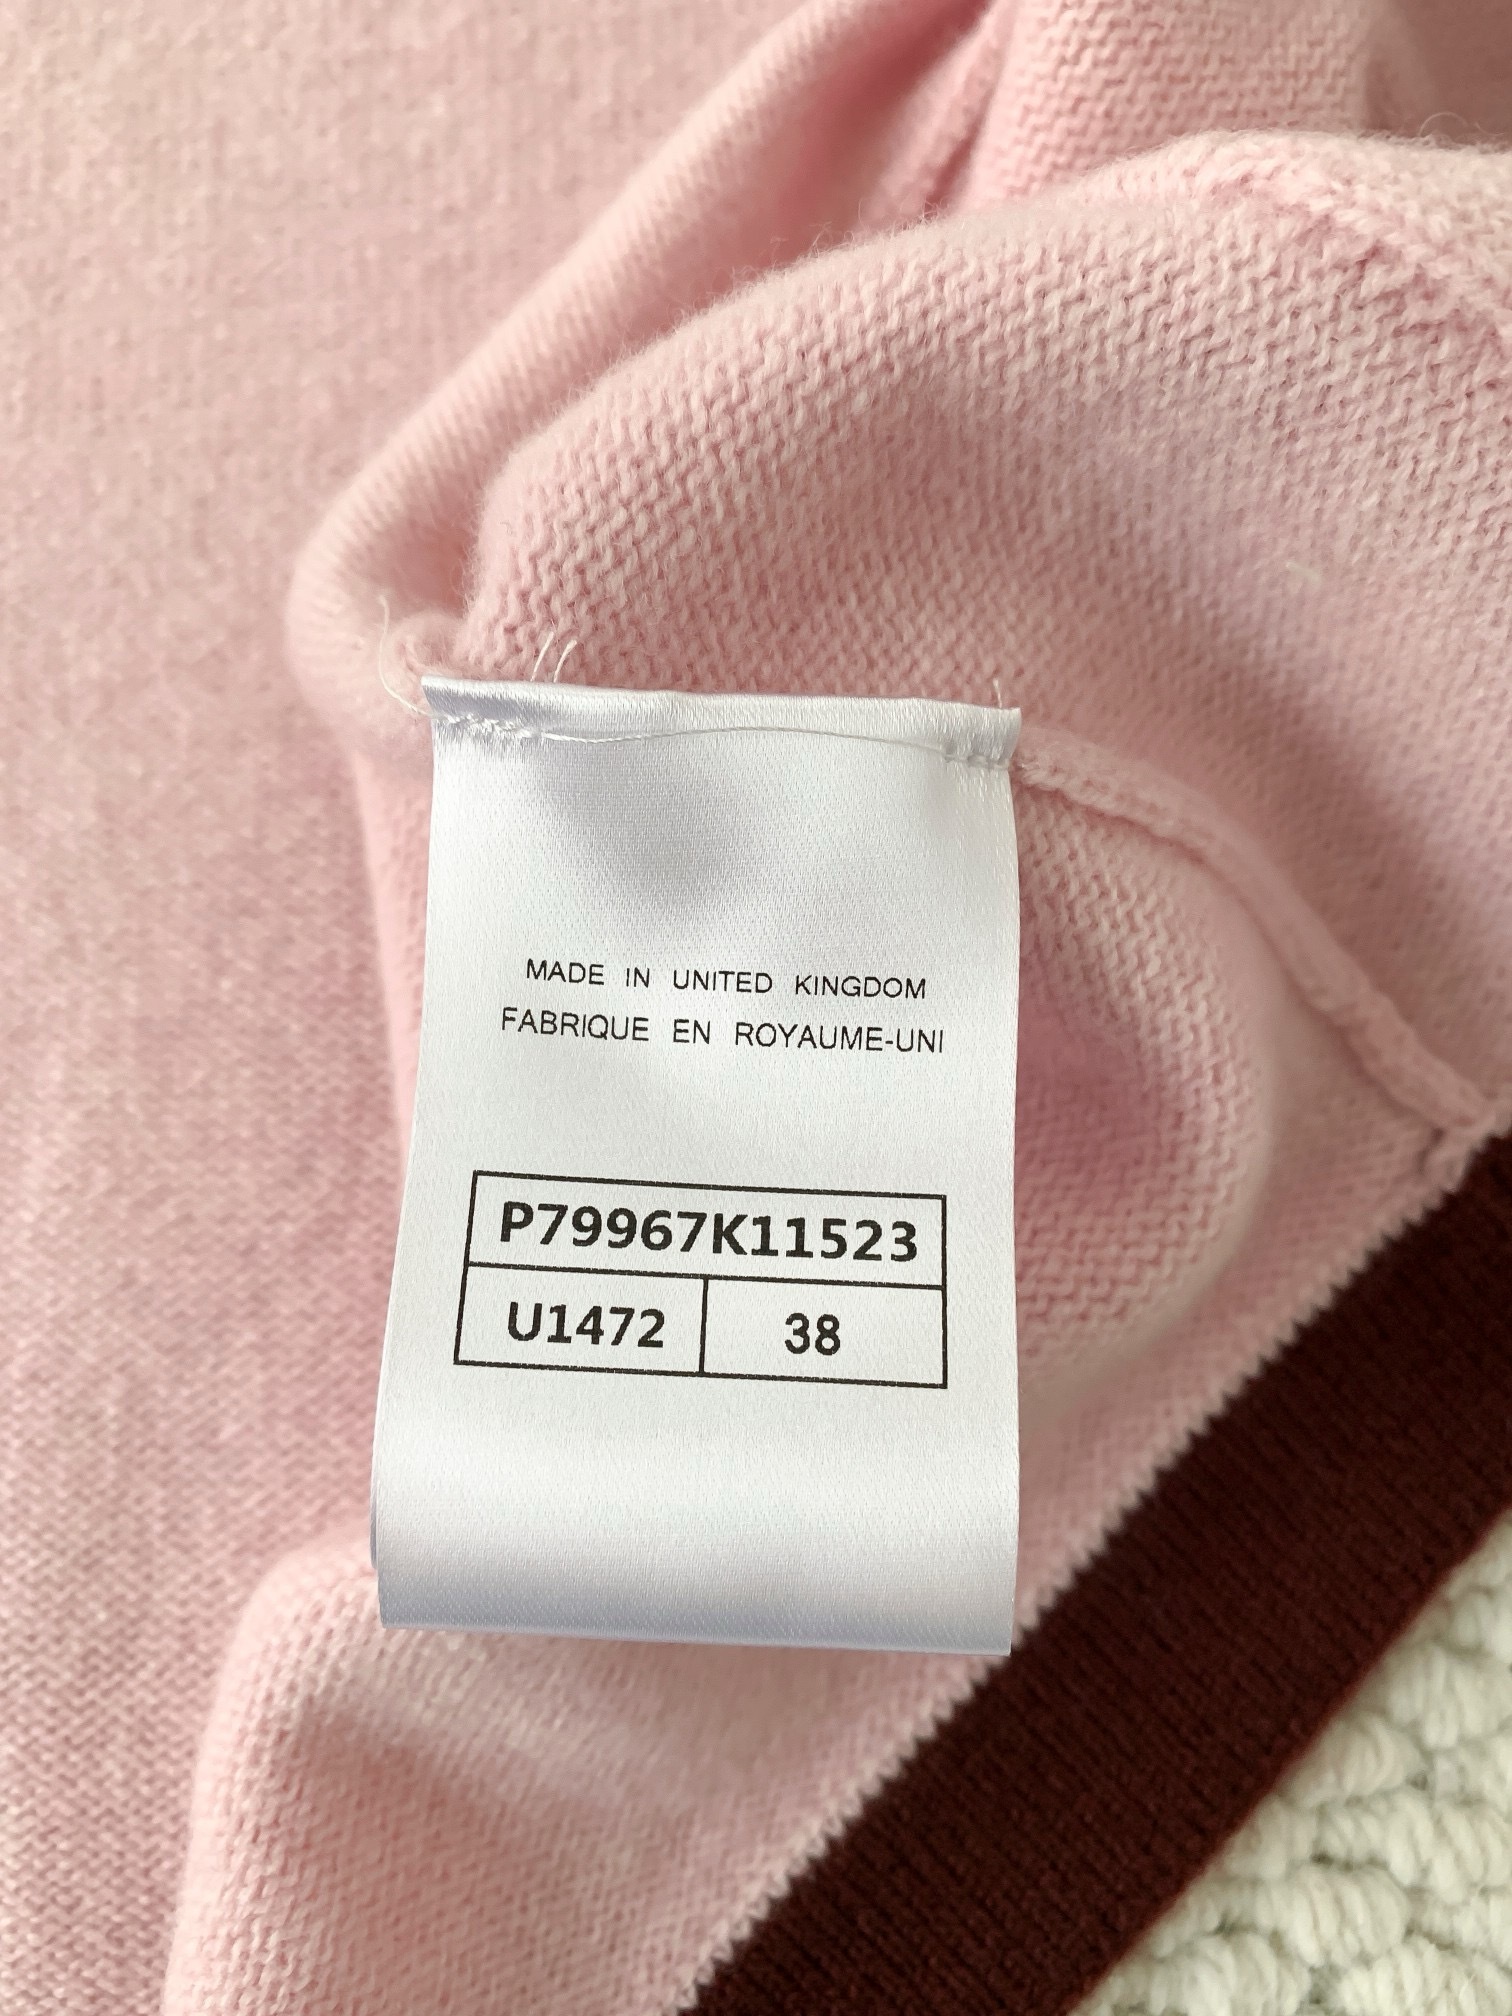 MADE IN UNITED KINGDOM
FABRIQUE EN ROYAUME-UNI
P79967K11523
U1472 38